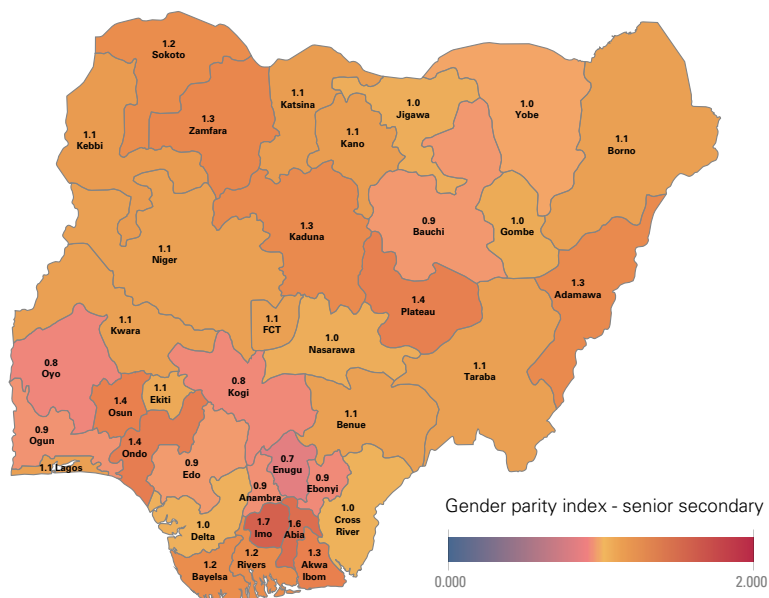 1.2
Sokoto
1.3
Zamfara
1.1
Kebbi
1.1
Katsina
1.1
Kano
1.0
Jigawa
1.0
Yobe
1.1
Borno
1.3
Kaduna
0.9
Bauchi
1.0
Gombe
1.1
Niger
1.3
Adamawa
1.4
Plateau
1.1
FCT
1.1
Kwara
1.0
Nasarawa
1.1
Taraba
0.8
Oyo
0.8
Kogi
1.4
Osun
1.1
Ekiti
1.1
Benue
0.9
Ogun
1.4
Ondo
1.1 Lagos
0.9
Edo
0.7
Enugu
0.9
Ebonyi
0.9
Anambra
1.0
Cross
River
1.0
Delta
1.7
Imo
1.6
Abia
1.2
Bayelsa
1.2
Rivers
1.3
Akwa
Ibom
Gender parity index - senior secondary
0.000
2.000